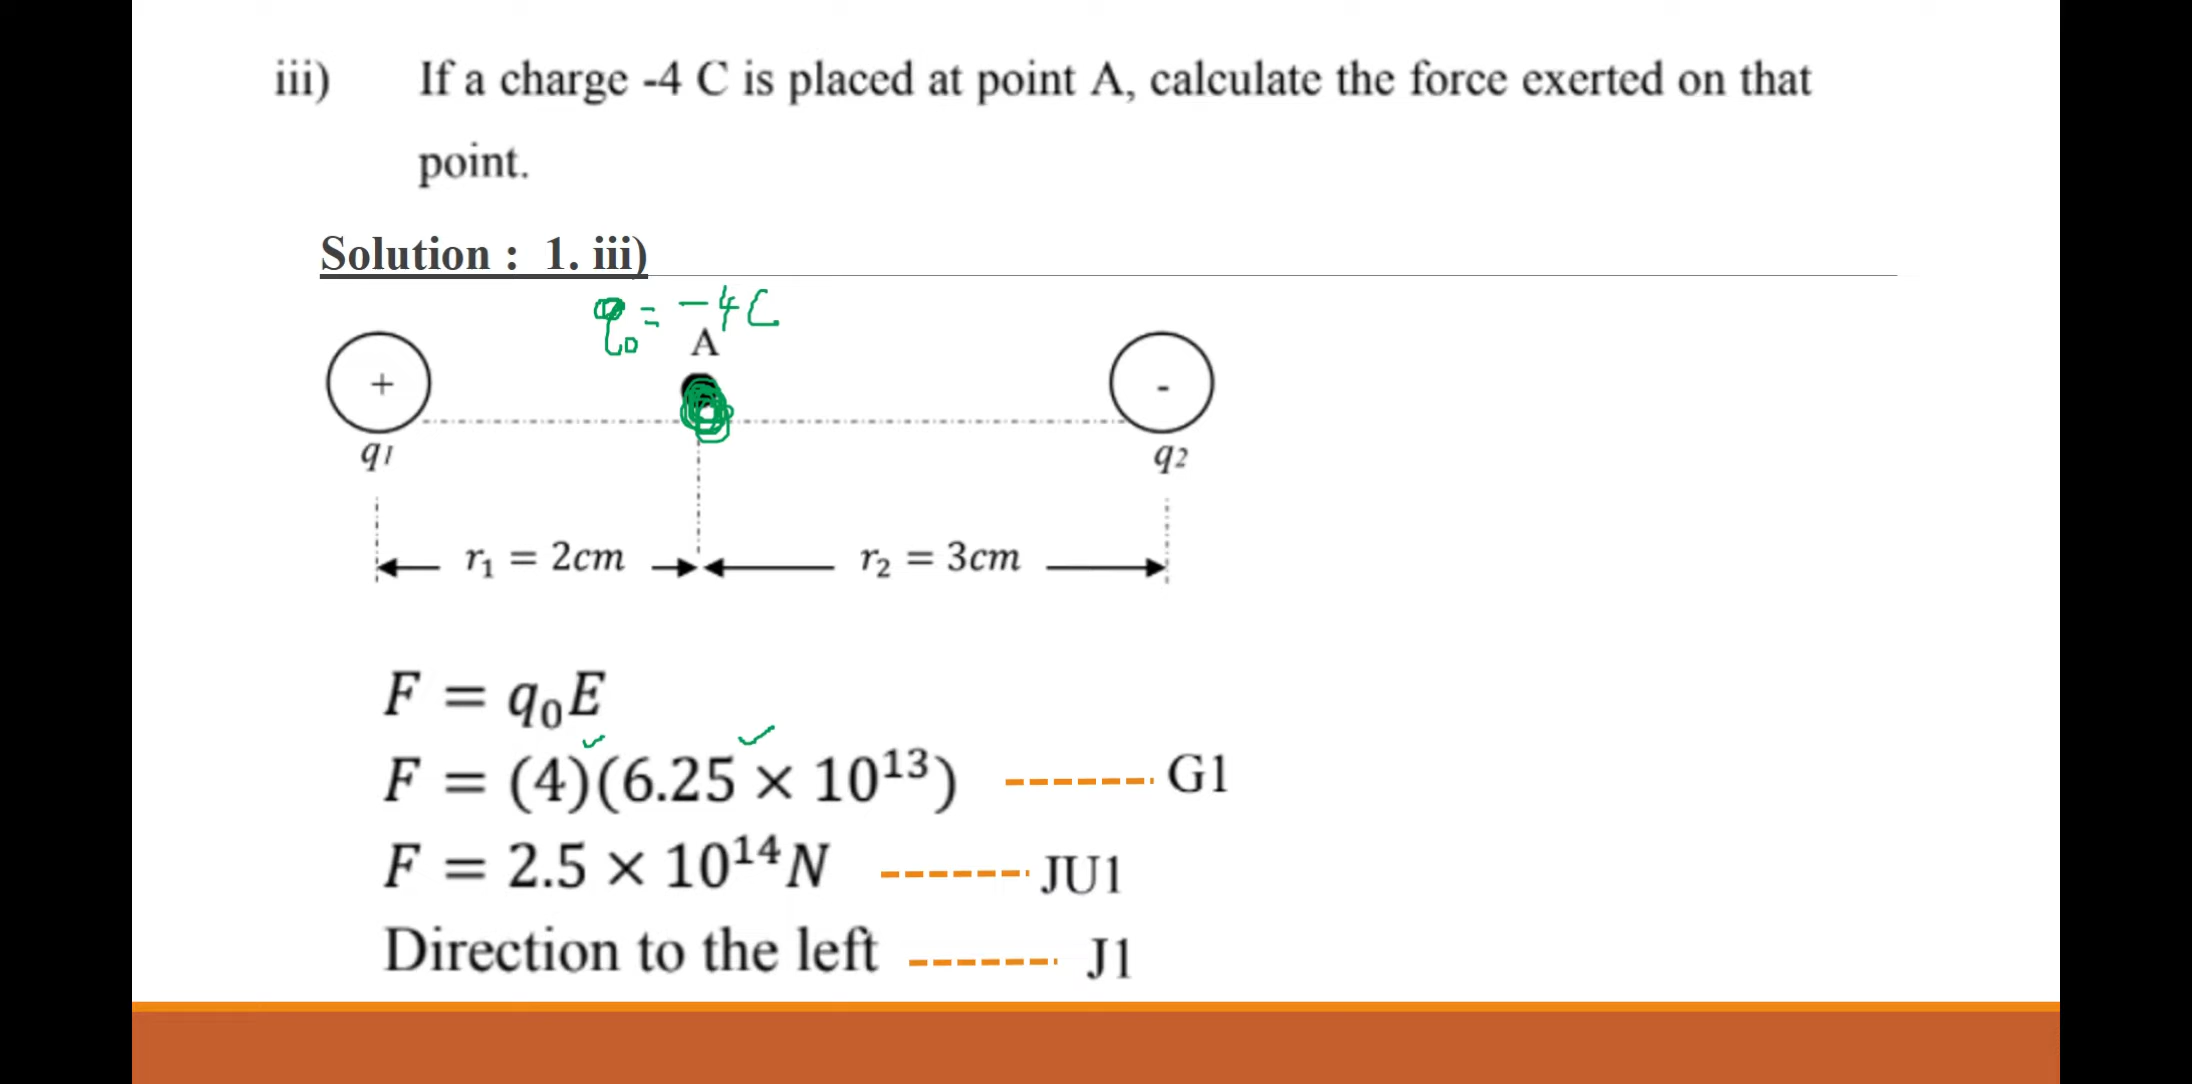 iii) If a charge -4 C is placed at point A, calculate the force exerted on that
point.
Solution : 1. iii)
q₀ = -4C
A
+
-
q1
q2
r₁ = 2cm
r₂ = 3cm
F = q₀E
F = (4)(6.25 × 10¹³) G1
F = 2.5 × 10¹⁴N JU1
Direction to the left J1